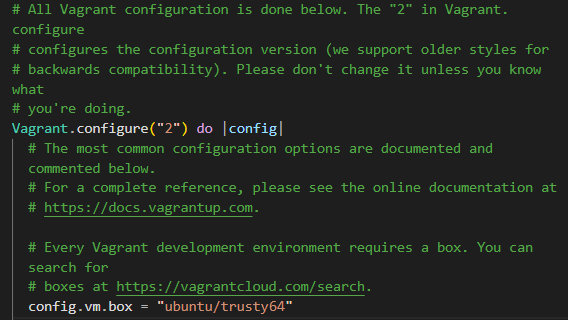 # All Vagrant configuration is done below. The "2" in Vagrant.
configure
# configures the configuration version (we support older styles for
# backwards compatibility). Please don't change it unless you know
what
# you're doing.
Vagrant.configure("2") do |config|
# The most common configuration options are documented and
commented below.
# For a complete reference, please see the online documentation at
# https://docs.vagrantup.com.
# Every Vagrant development environment requires a box. You can
search for
# boxes at https://vagrantcloud.com/search.
config.vm.box = "ubuntu/trusty64"